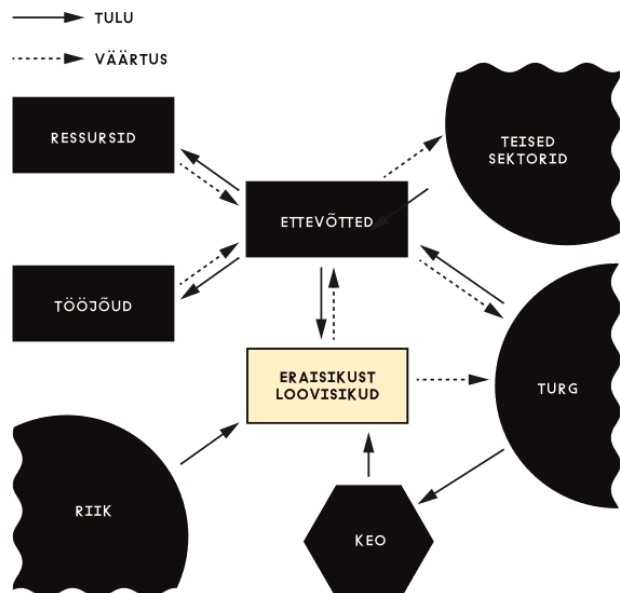 TULU
VÄÄRTUS
RESSURSID
TEISED
SEKTORID
ETTEVÕTTED
TÖÖJÕUD
ERAISIKUST
LOOVISIKUD
TURG
RIIK
KEO